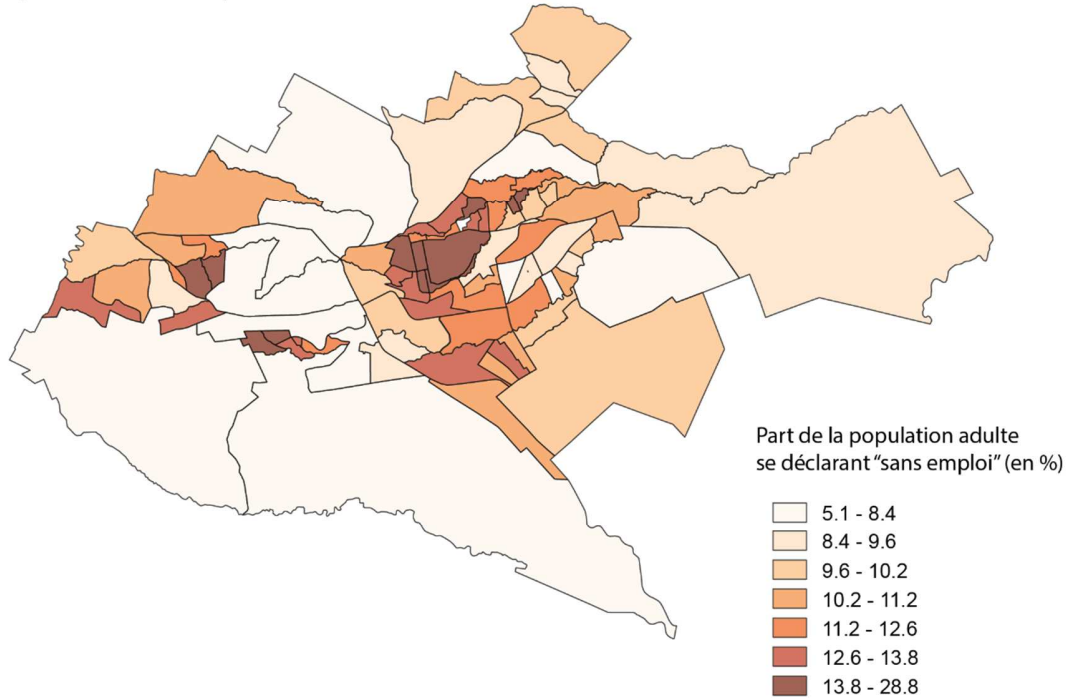 Part de la population adulte
se déclarant “sans emploi” (en %)
5.1 - 8.4
8.4 - 9.6
9.6 - 10.2
10.2 - 11.2
11.2 - 12.6
12.6 - 13.8
13.8 - 28.8